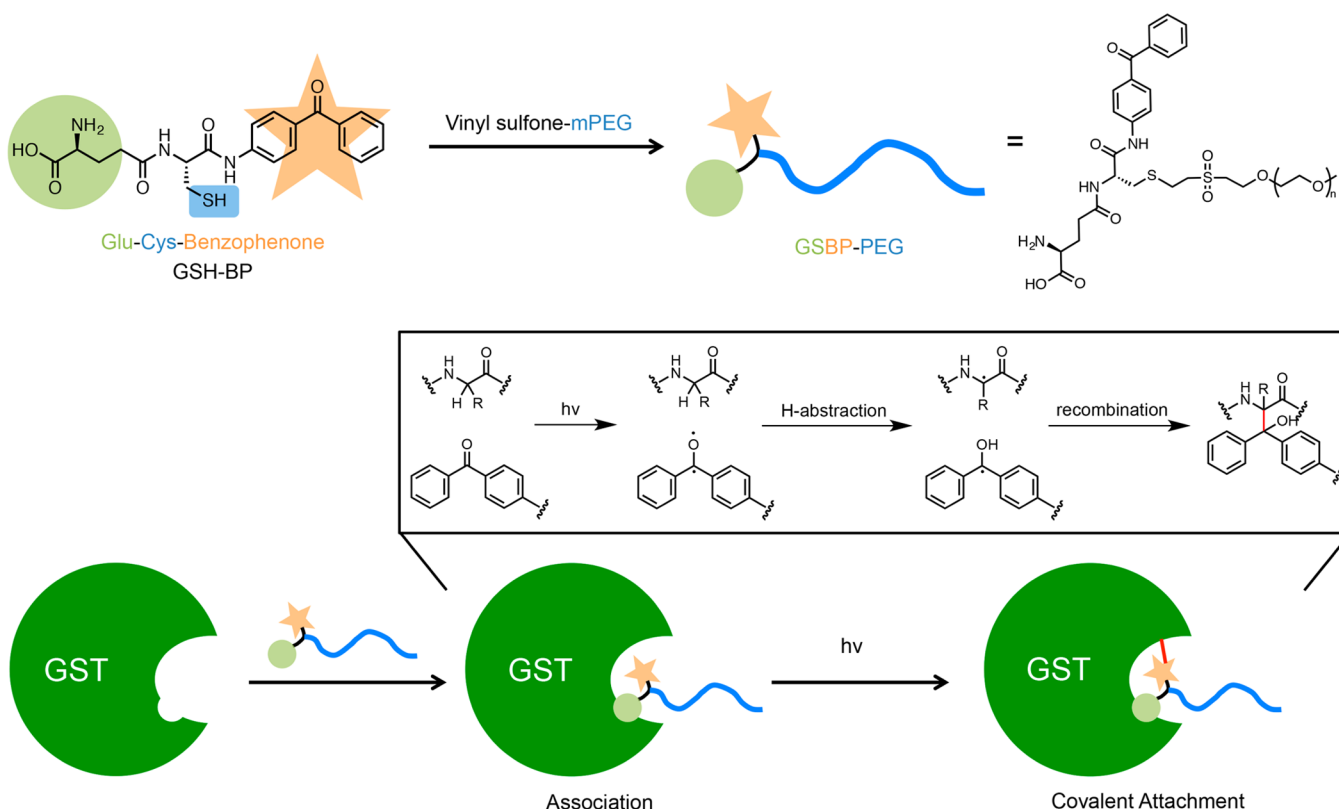 O
NH2
HO
O
H
N
O
O
N
H
SH
Glu-Cys-Benzophenone
GSH-BP
Vinyl sulfone-mPEG
GSBP-PEG
=
O
NH
O
S
O
S
O
O
O
n
HN
O
H2N
HO
O
H
N
O
H
R
O
hv
H
N
O
H
R
O
H-abstraction
H
N
O
R
OH
recombination
H
N
R
O
OH
GST
GST
hv
GST
Association
Covalent Attachment